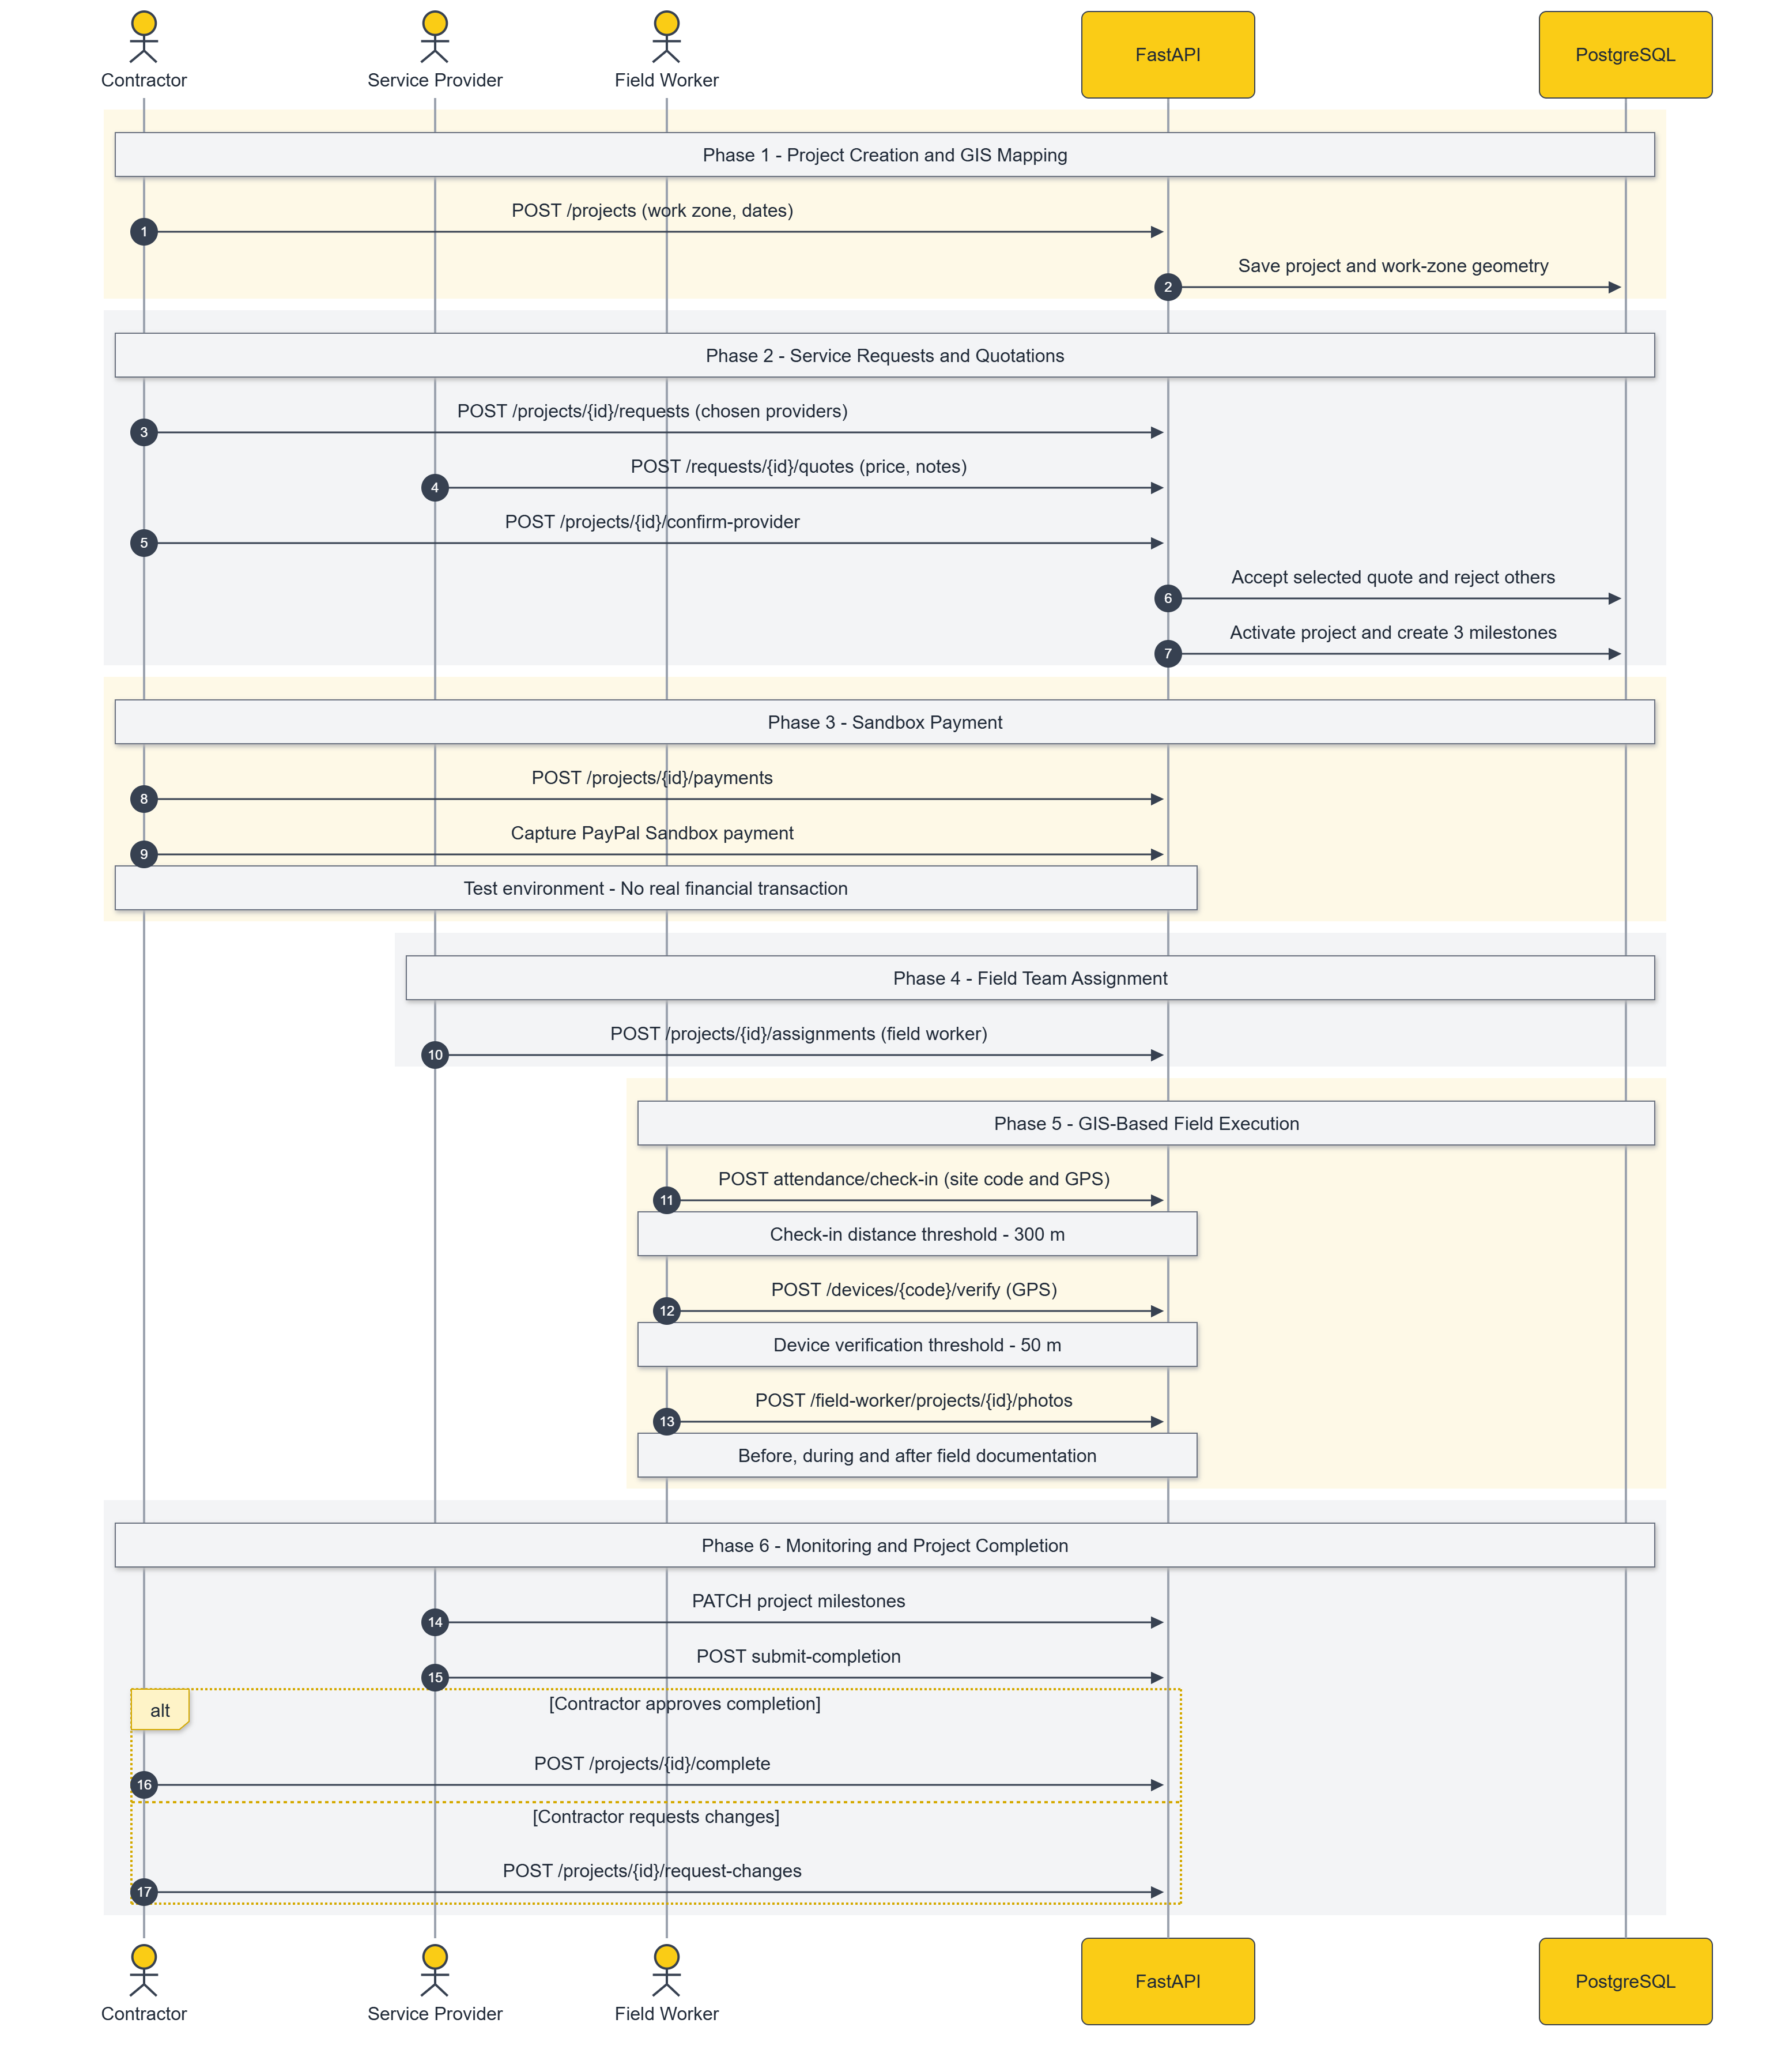 Contractor
Service Provider
Field Worker
FastAPI
PostgreSQL
Phase 1 - Project Creation and GIS Mapping
POST /projects (work zone, dates)
1
Save project and work-zone geometry
2
Phase 2 - Service Requests and Quotations
POST /projects/{id}/requests (chosen providers)
3
POST /requests/{id}/quotes (price, notes)
4
POST /projects/{id}/confirm-provider
5
Accept selected quote and reject others
6
Activate project and create 3 milestones
7
Phase 3 - Sandbox Payment
POST /projects/{id}/payments
8
Capture PayPal Sandbox payment
9
Test environment - No real financial transaction
Phase 4 - Field Team Assignment
POST /projects/{id}/assignments (field worker)
10
Phase 5 - GIS-Based Field Execution
POST attendance/check-in (site code and GPS)
11
Check-in distance threshold - 300 m
POST /devices/{code}/verify (GPS)
12
Device verification threshold - 50 m
POST /field-worker/projects/{id}/photos
13
Before, during and after field documentation
Phase 6 - Monitoring and Project Completion
PATCH project milestones
14
POST submit-completion
15
alt
[Contractor approves completion]
POST /projects/{id}/complete
16
[Contractor requests changes]
POST /projects/{id}/request-changes
17
Contractor
Service Provider
Field Worker
FastAPI
PostgreSQL